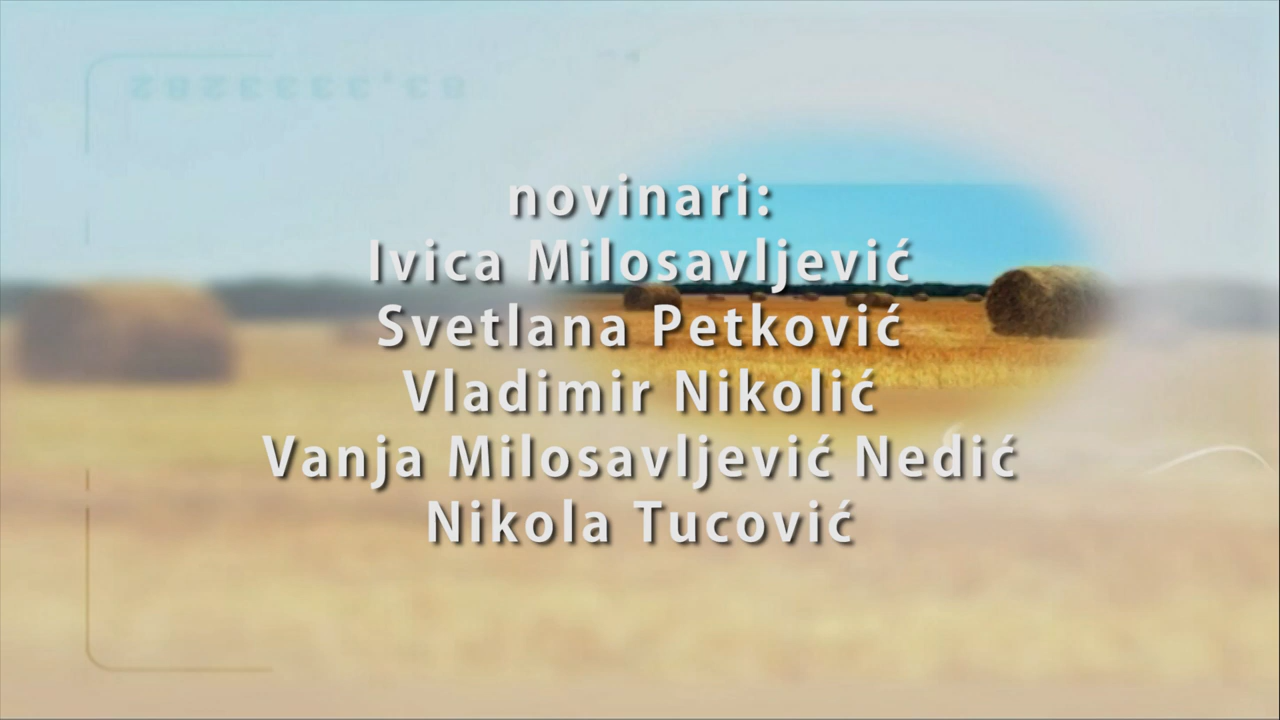 novinari:
Ivica Milosavljević
Svetlana Petković
Vladimir Nikolić
Vanja Milosavljević Nedić
Nikola Tucović